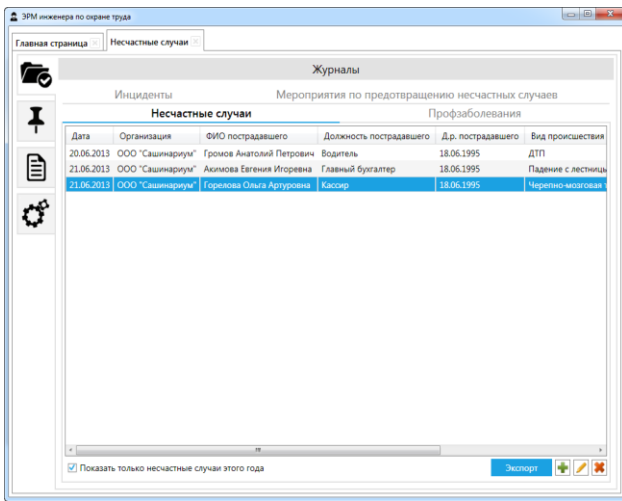 ЭРМ инженера по охране труда
Главная страница Несчастные случаи
Журналы
Инциденты Мероприятия по предотвращению несчастных случаев
Несчастные случаи Профзаболевания
Дата Организация ФИО пострадавшего Должность пострадавшего Д.р. пострадавшего Вид происшествия
20.06.2013 ООО "Сашинариум" Громов Анатолий Петрович Водитель 18.06.1995 ДТП
21.06.2013 ООО "Сашинариум" Акимова Евгения Игоревна Главный бухгалтер 18.06.1995 Падение с лестницы
21.06.2013 ООО "Сашинариум" Горелова Ольга Артуровна Кассир 18.06.1995 Черепно-мозговая т
Показать только несчастные случаи этого года Экспорт